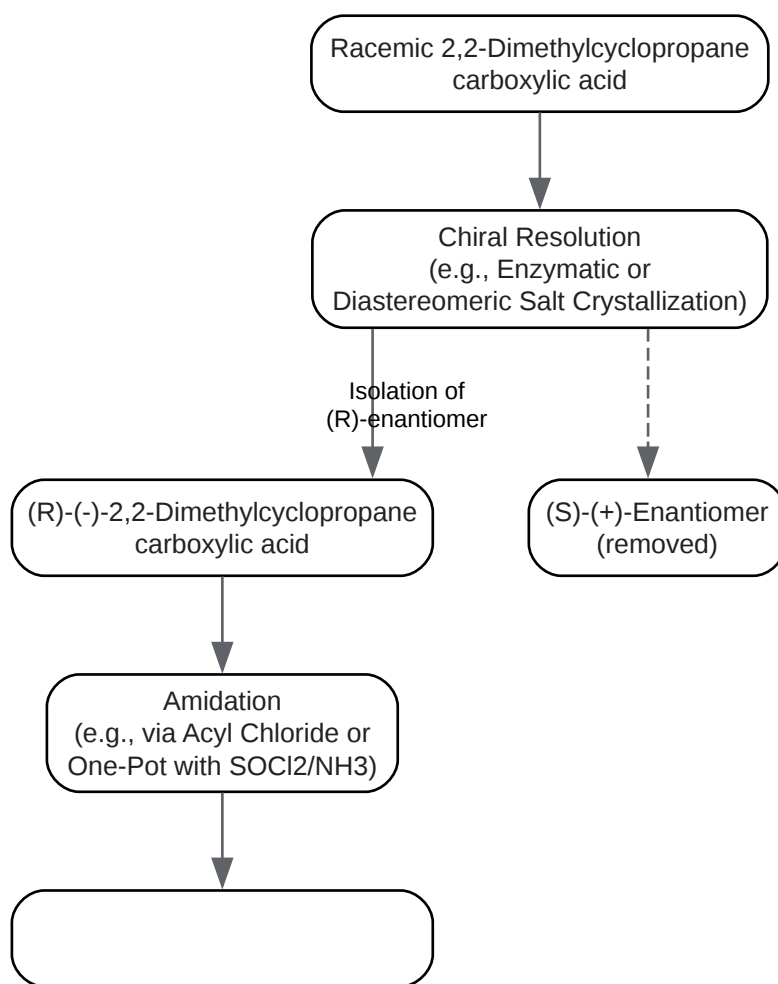 Racemic 2,2-Dimethylcyclopropane
carboxylic acid
Chiral Resolution
(e.g., Enzymatic or
Diastereomeric Salt Crystallization)
Isolation of
(R)-enantiomer
(R)-(-)-2,2-Dimethylcyclopropane
carboxylic acid
(S)-(+)-Enantiomer
(removed)
Amidation
(e.g., via Acyl Chloride or
One-Pot with SOCl2/NH3)